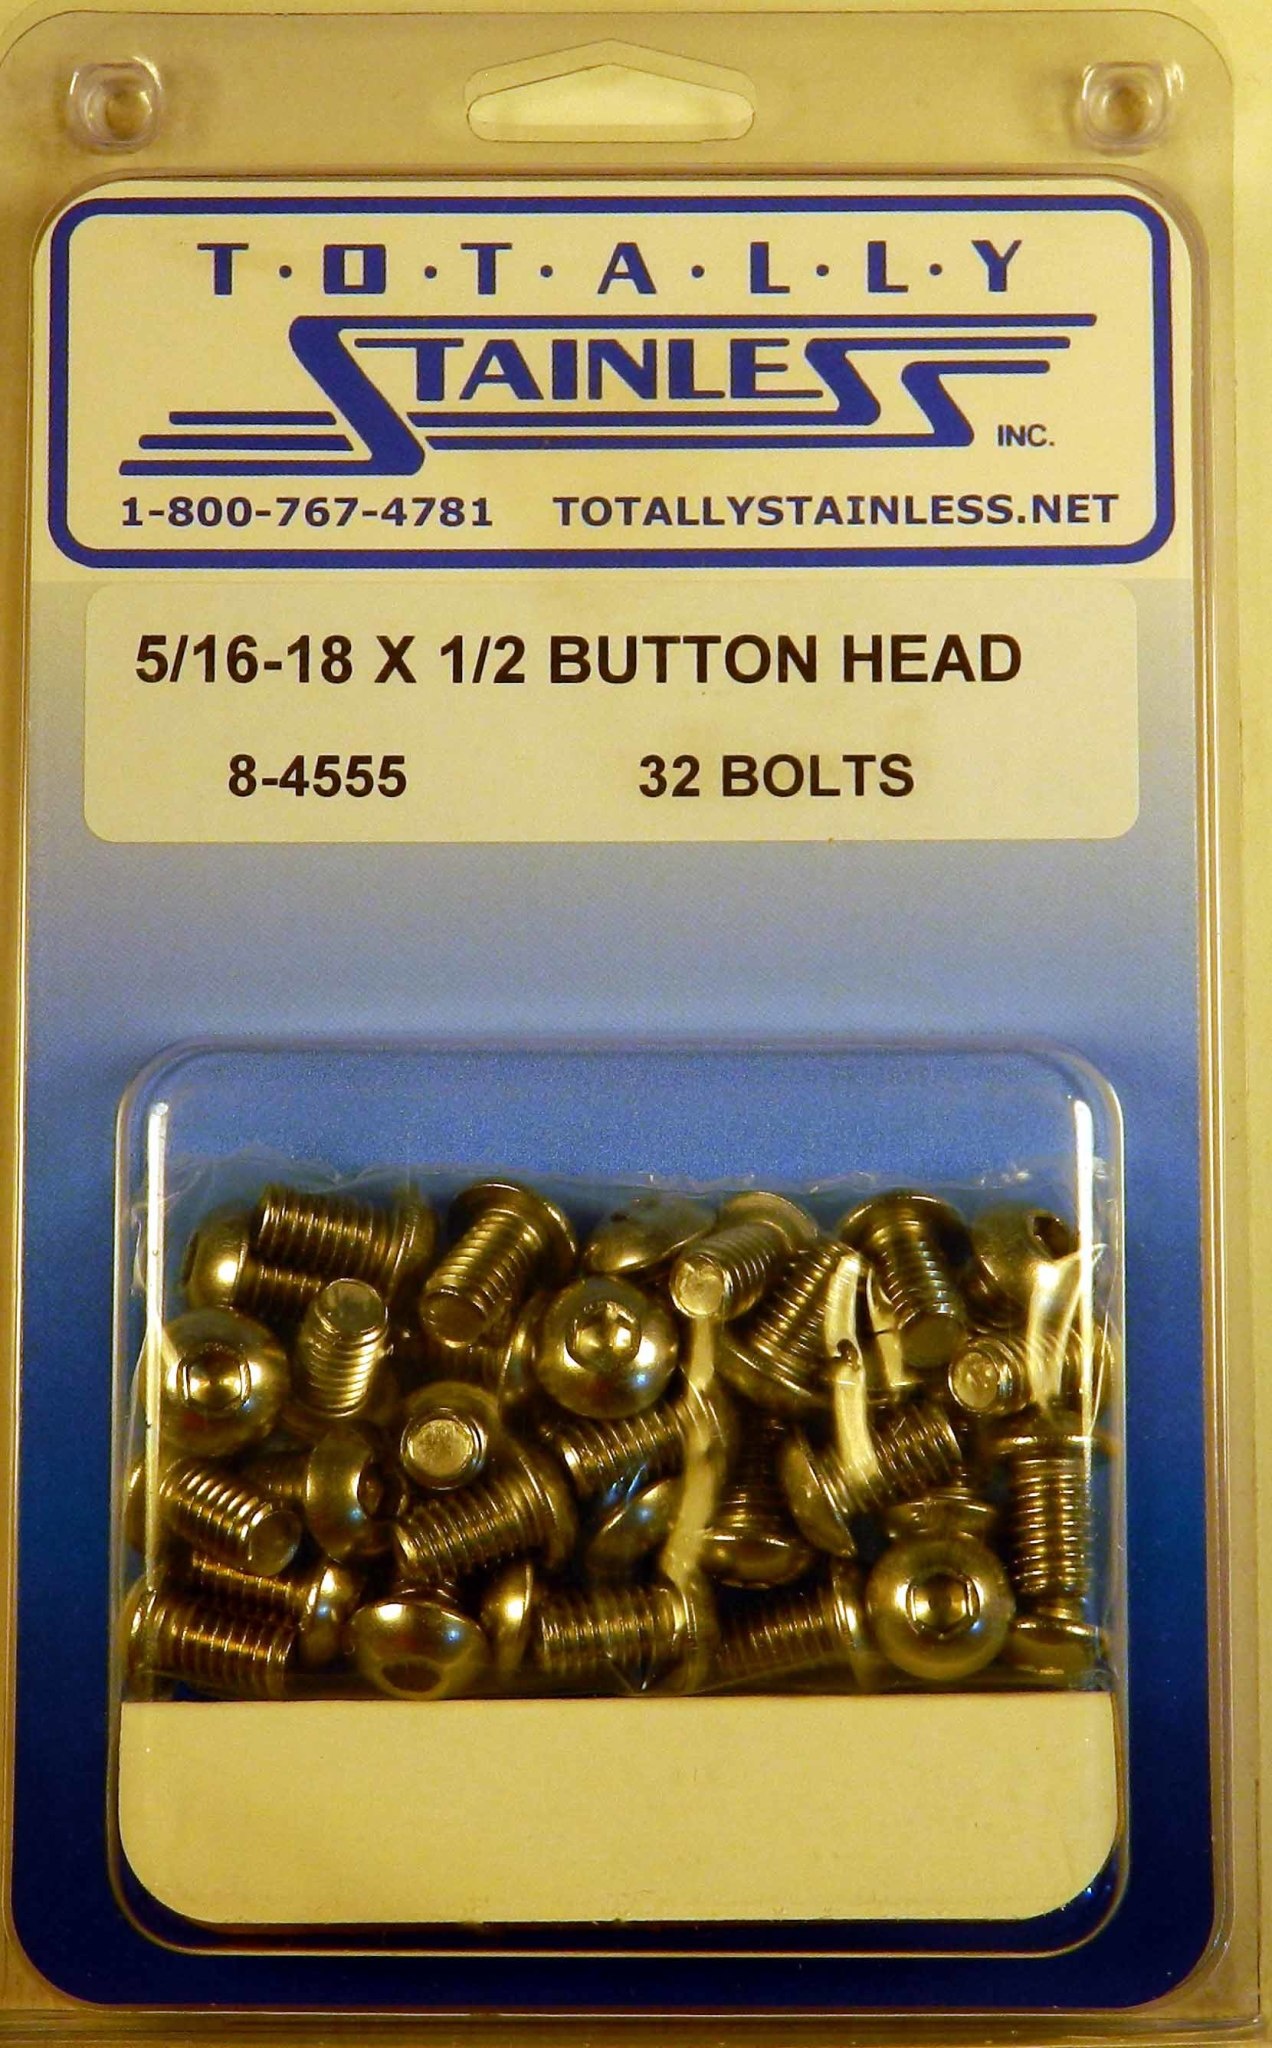 T·O·T·A·L·L·Y
STAINLESS INC.
1-800-767-4781 TOTALLYSTAINLESS.NET
5/16-18 X 1/2 BUTTON HEAD
8-4555 32 BOLTS